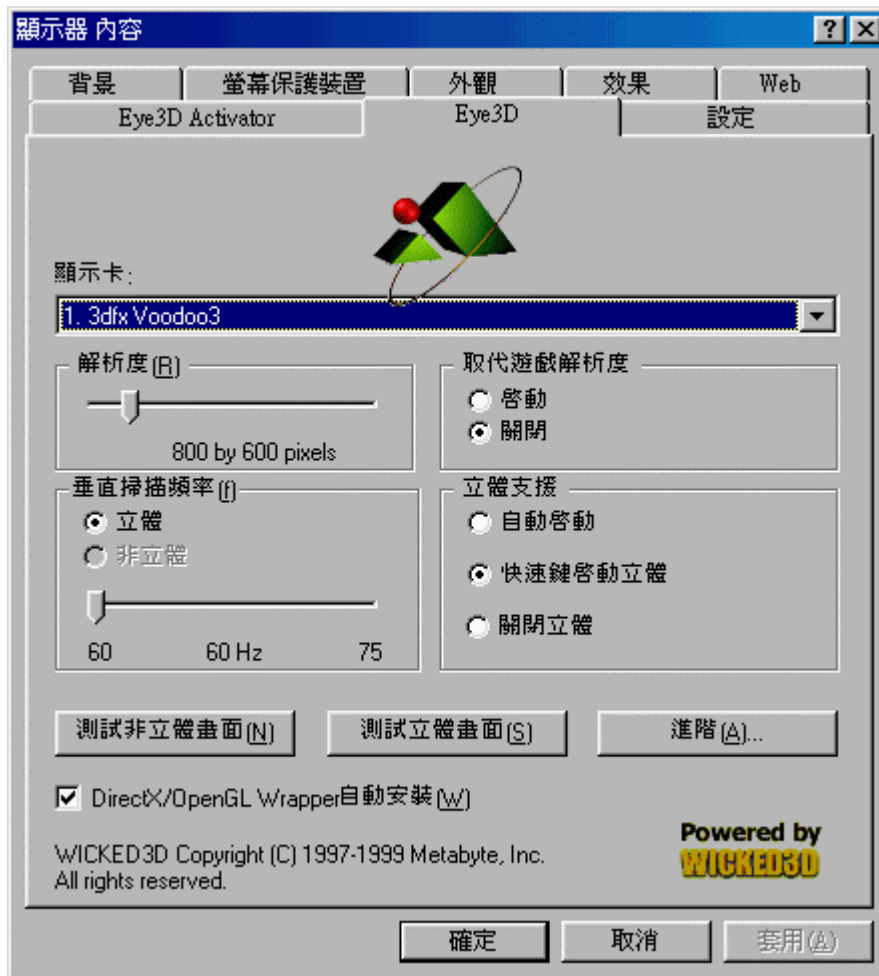 顯示器 內容
背景 螢幕保護裝置 外觀 效果 Web
Eye3D Activator Eye3D 設定
顯示卡:
1. 3dfx Voodoo3
解析度(R)
800 by 600 pixels
取代遊戲解析度
啓動
關閉
垂直掃描頻率(f)
立體
非立體
60 60 Hz 75
立體支援
自動啓動
快速鍵啓動立體
關閉立體
測試非立體畫面(N) 測試立體畫面(S) 進階(A)...
DirectX/OpenGL Wrapper自動安裝(W)
WICKED3D Copyright (C) 1997-1999 Metabyte, Inc.
All rights reserved.
Powered by
WICKED3D
確定 取消 套用(A)